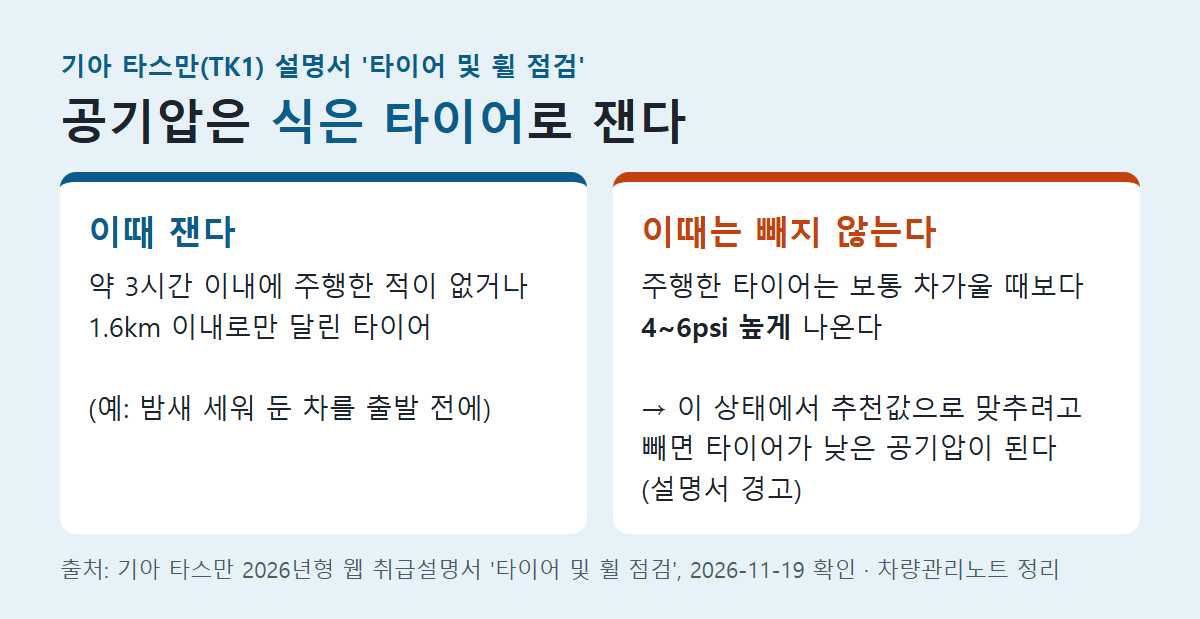 기아 타스만(TK1) 설명서 '타이어 및 휠 점검'
공기압은 식은 타이어로 잰다
이때 잰다
약 3시간 이내에 주행한 적이 없거나
1.6km 이내로만 달린 타이어
(예: 밤새 세워 둔 차를 출발 전에)
이때는 빼지 않는다
주행한 타이어는 보통 차가울 때보다
4~6psi 높게 나온다
→ 이 상태에서 추천값으로 맞추려고
빼면 타이어가 낮은 공기압이 된다
(설명서 경고)
출처: 기아 타스만 2026년형 웹 취급설명서 '타이어 및 휠 점검', 2026-11-19 확인 · 차량관리노트 정리